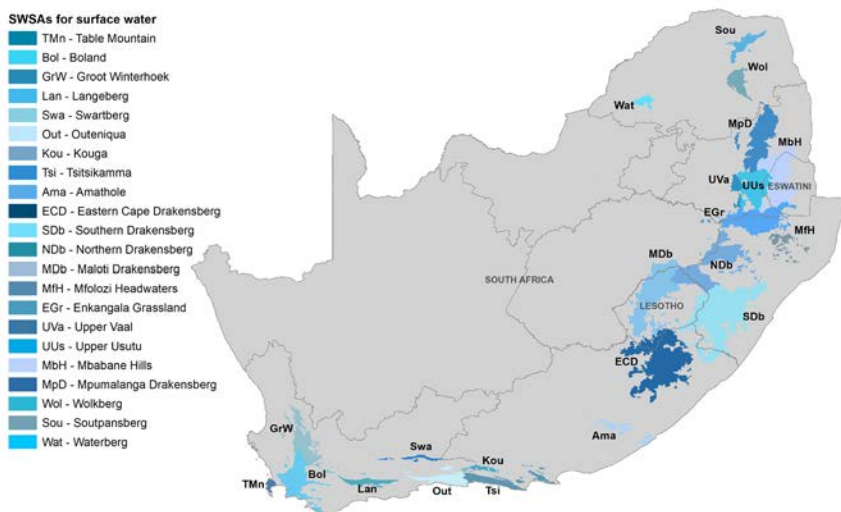 SWSAs for surface water
TMn - Table Mountain
Bol - Boland
GrW - Groot Winterhoek
Lan - Langeberg
Swa - Swartberg
Out - Outeniqua
Kou - Kouga
Tsi - Tsitsikamma
Ama - Amathole
ECD - Eastern Cape Drakensberg
SDb - Southern Drakensberg
NDb - Northern Drakensberg
MDb - Maloti Drakensberg
MfH - Mfolozi Headwaters
EGr - Enkangala Grassland
UVa - Upper Vaal
UUs - Upper Usutu
MbH - Mbabane Hills
MpD - Mpumalanga Drakensberg
Wol - Wolkberg
Sou - Soutpansberg
Wat - Waterberg
Sou
Wol
Wat
MpD
MbH
UVa
UUs
ESWATINI
EGr
MfH
MDb
NDb
SOUTH AFRICA
LESOTHO
SDb
ECD
Ama
GrW
Swa
Kou
Bol
TMn
Lan
Out
Tsi